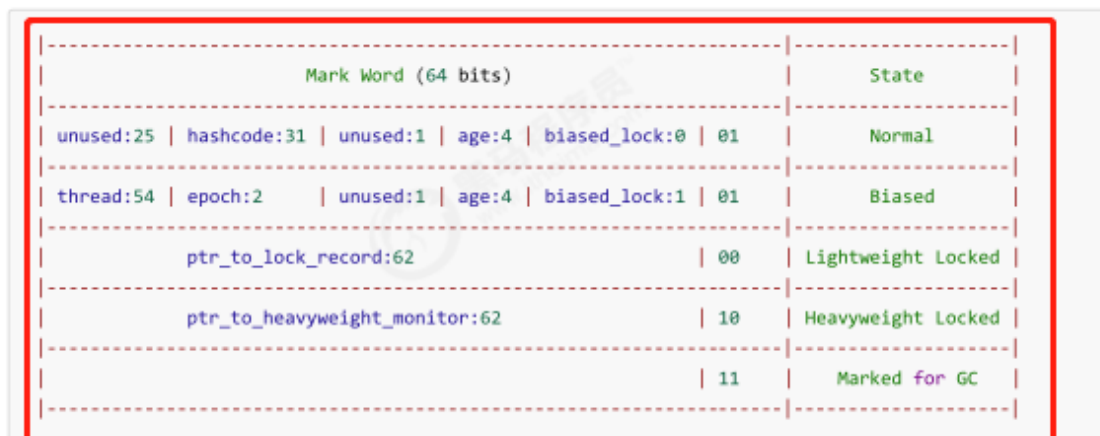 |--------------------------------------------------------------------|--------------------|
| Mark Word (64 bits) | State |
|--------------------------------------------------------------------|--------------------|
| unused:25 | hashcode:31 | unused:1 | age:4 | biased_lock:0 | 01 | Normal |
|--------------------------------------------------------------------|--------------------|
| thread:54 | epoch:2 | unused:1 | age:4 | biased_lock:1 | 01 | Biased |
|--------------------------------------------------------------------|--------------------|
| ptr_to_lock_record:62 | 00 | Lightweight Locked |
|--------------------------------------------------------------------|--------------------|
| ptr_to_heavyweight_monitor:62 | 10 | Heavyweight Locked |
|--------------------------------------------------------------------|--------------------|
| | 11 | Marked for GC |
|--------------------------------------------------------------------|--------------------|